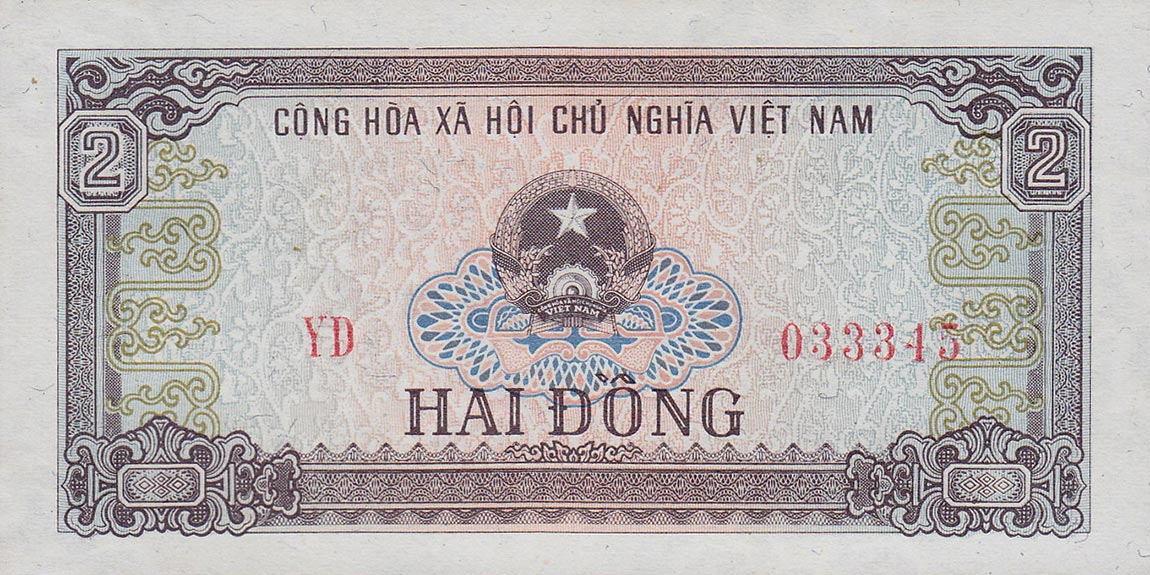 CỘNG HÒA XÃ HỘI CHỦ NGHĨA VIỆT NAM
2 2
VIỆT NAM
YD 033345
HAI ĐỒNG